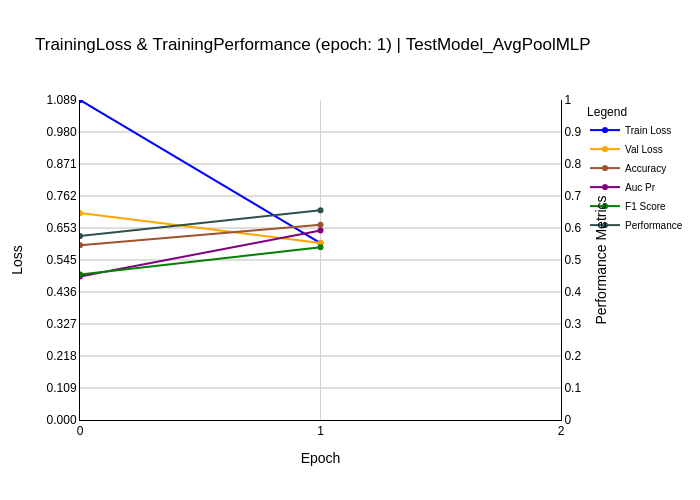 TrainingLoss & TrainingPerformance (epoch: 1) | TestModel_AvgPoolMLP
Legend
Train Loss
Val Loss
Accuracy
Auc Pr
F1 Score
Performance
1.089
0.980
0.871
0.762
0.653
0.545
0.436
0.327
0.218
0.109
0.000
Loss
1
0.9
0.8
0.7
0.6
0.5
0.4
0.3
0.2
0.1
0
Performance Metrics
0
1
2
Epoch